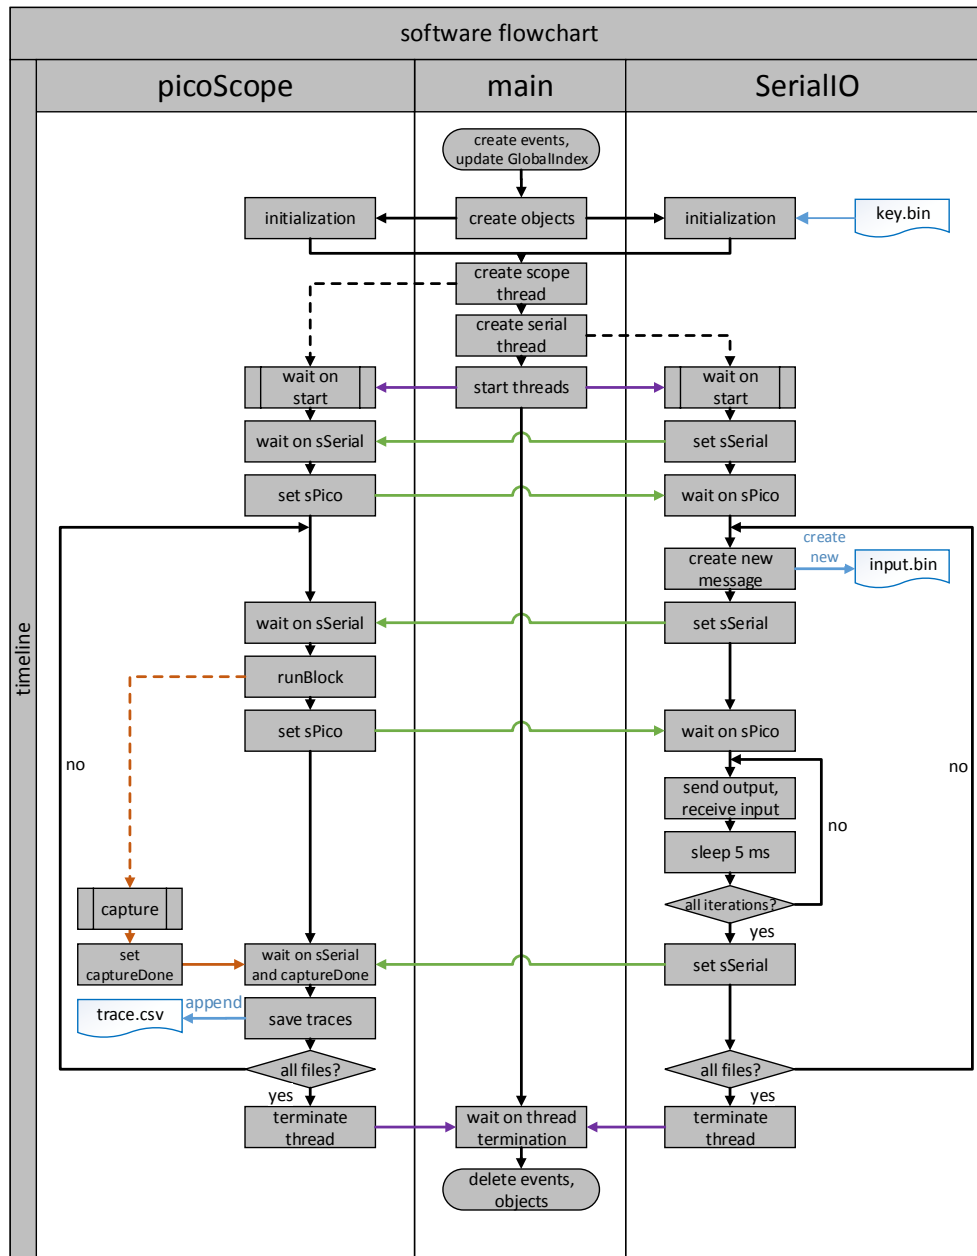 software flowchart
picoScope
main
SerialIO
timeline
create events,
update GlobalIndex
initialization
create objects
initialization
key.bin
create scope
thread
create serial
thread
wait on
start
start threads
wait on
start
wait on sSerial
set sSerial
set sPico
wait on sPico
create
new
create new
message
input.bin
wait on sSerial
set sSerial
runBlock
set sPico
wait on sPico
no
no
send output,
receive input
no
sleep 5 ms
capture
all iterations?
yes
set
captureDone
wait on sSerial
and captureDone
set sSerial
trace.csv
append
save traces
all files?
all files?
yes
yes
terminate
thread
wait on thread
termination
terminate
thread
delete events,
objects